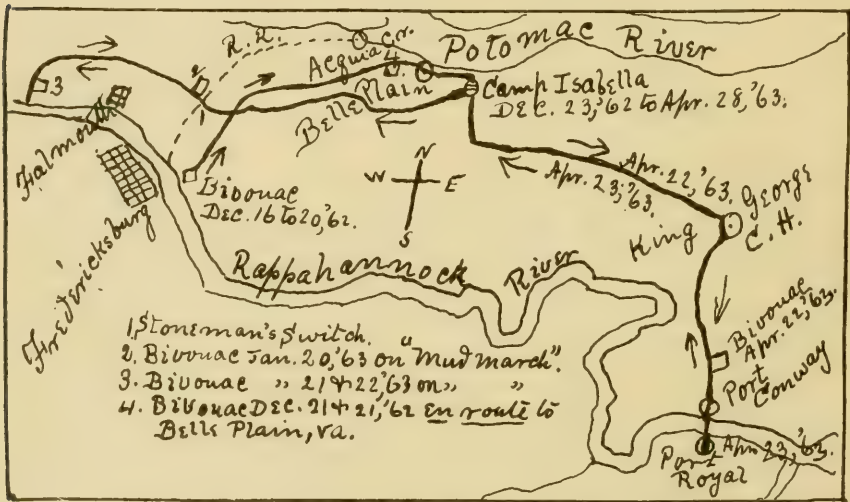 R.R.
Acquia Cr.
Potomac River
3
2
4
1
Belle Plain
Camp Isabella
Dec. 23,'62 to Apr. 28,'63.
Falmouth
Fredericksburg
Bivouac
Dec. 16 to 20,'62.
N
W E
S
Apr. 22,'63.
Apr. 23,'63.
King George
C.H.
Rappahannock River
Bivouac
Apr. 22,'63.
Port
Conway
Port
Royal
Apr. 23,'63.
1, Stoneman's Switch.
2. Bivouac Jan. 20,'63 on "Mud march".
3. Bivouac " 21 & 22,'63 on " "
4. Bivouac Dec. 21 & 21,'62 En route to
Belle Plain, Va.